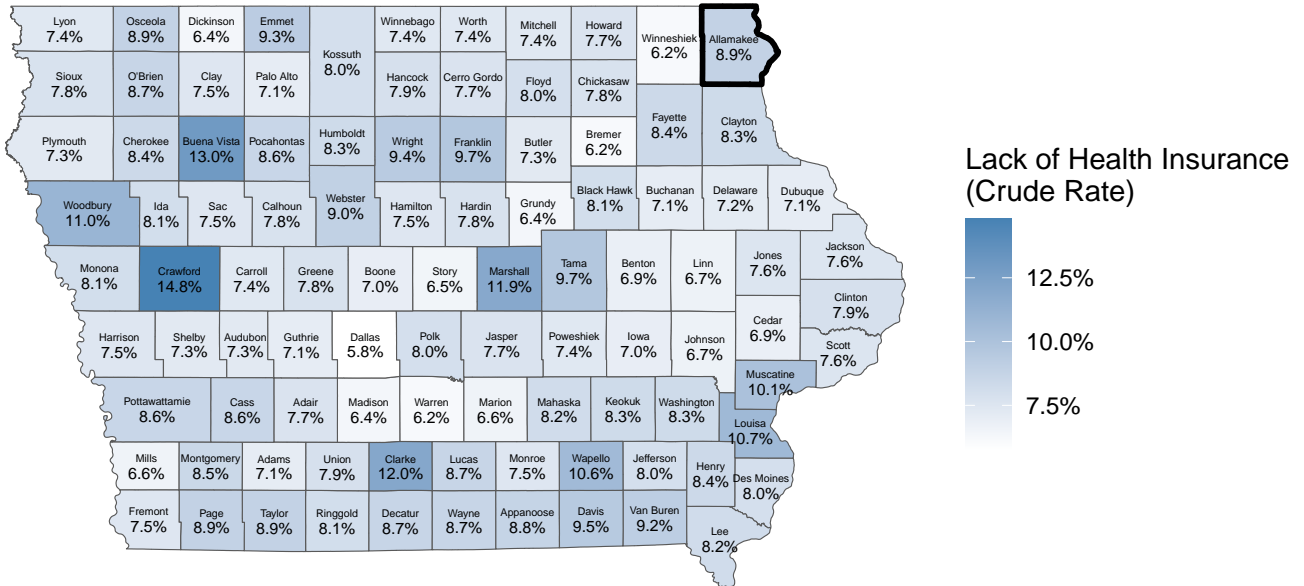 Lyon
7.4%
Osceola
8.9%
Dickinson
6.4%
Emmet
9.3%
Kossuth
8.0%
Winnebago
7.4%
Worth
7.4%
Mitchell
7.4%
Howard
7.7%
Winneshiek
6.2%
Allamakee
8.9%
Sioux
7.8%
O'Brien
8.7%
Clay
7.5%
Palo Alto
7.1%
Hancock
7.9%
Cerro Gordo
7.7%
Floyd
8.0%
Chickasaw
7.8%
Fayette
8.4%
Clayton
8.3%
Plymouth
7.3%
Cherokee
8.4%
Buena Vista
13.0%
Pocahontas
8.6%
Humboldt
8.3%
Wright
9.4%
Franklin
9.7%
Butler
7.3%
Bremer
6.2%
Woodbury
11.0%
Ida
8.1%
Sac
7.5%
Calhoun
7.8%
Webster
9.0%
Hamilton
7.5%
Hardin
7.8%
Grundy
6.4%
Black Hawk
8.1%
Buchanan
7.1%
Delaware
7.2%
Dubuque
7.1%
Monona
8.1%
Crawford
14.8%
Carroll
7.4%
Greene
7.8%
Boone
7.0%
Story
6.5%
Marshall
11.9%
Tama
9.7%
Benton
6.9%
Linn
6.7%
Jones
7.6%
Jackson
7.6%
Clinton
7.9%
Harrison
7.5%
Shelby
7.3%
Audubon
7.3%
Guthrie
7.1%
Dallas
5.8%
Polk
8.0%
Jasper
7.7%
Poweshiek
7.4%
Iowa
7.0%
Johnson
6.7%
Cedar
6.9%
Scott
7.6%
Muscatine
10.1%
Pottawattamie
8.6%
Cass
8.6%
Adair
7.7%
Madison
6.4%
Warren
6.2%
Marion
6.6%
Mahaska
8.2%
Keokuk
8.3%
Washington
8.3%
Louisa
10.7%
Mills
6.6%
Montgomery
8.5%
Adams
7.1%
Union
7.9%
Clarke
12.0%
Lucas
8.7%
Monroe
7.5%
Wapello
10.6%
Jefferson
8.0%
Henry
8.4%
Des Moines
8.0%
Fremont
7.5%
Page
8.9%
Taylor
8.9%
Ringgold
8.1%
Decatur
8.7%
Wayne
8.7%
Appanoose
8.8%
Davis
9.5%
Van Buren
9.2%
Lee
8.2%
Lack of Health Insurance
(Crude Rate)
12.5%
10.0%
7.5%